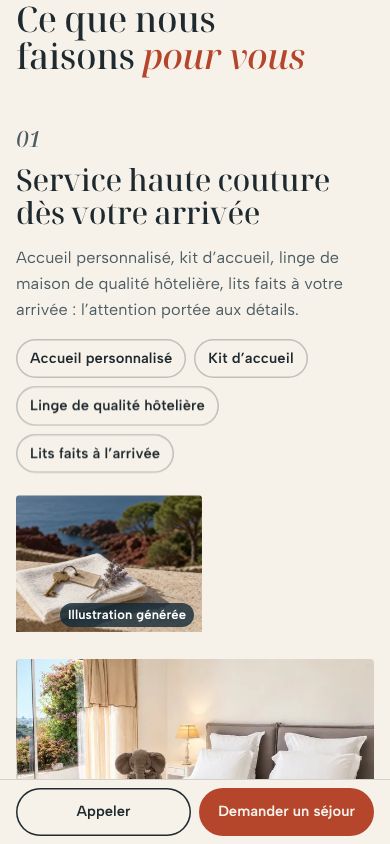 Ce que nous
faisons pour vous
01
Service haute couture
dès votre arrivée
Accueil personnalisé, kit d’accueil, linge de
maison de qualité hôtelière, lits faits à votre
arrivée : l’attention portée aux détails.
Accueil personnalisé
Kit d’accueil
Linge de qualité hôtelière
Lits faits à l’arrivée
Illustration générée
Appeler
Demander un séjour